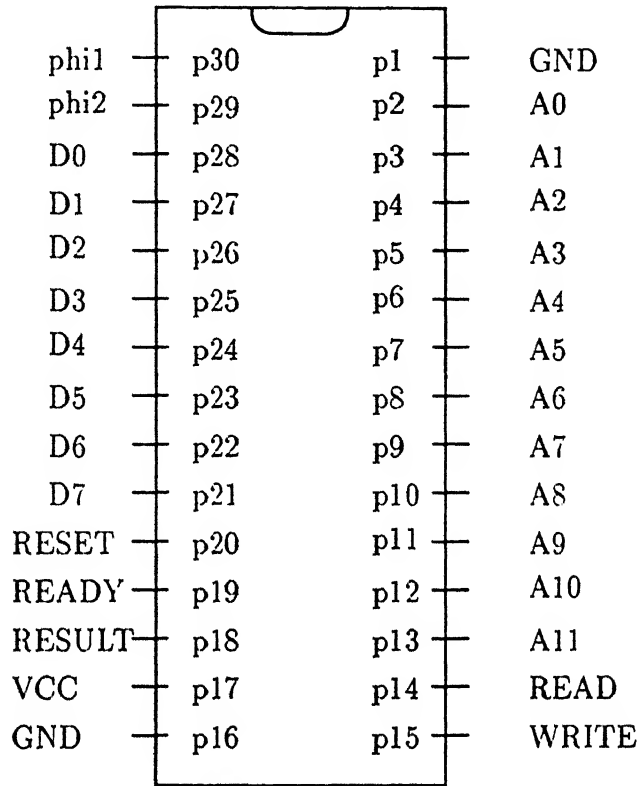 phi1 p30 p1 GND
phi2 p29 p2 A0
D0 p28 p3 A1
D1 p27 p4 A2
D2 p26 p5 A3
D3 p25 p6 A4
D4 p24 p7 A5
D5 p23 p8 A6
D6 p22 p9 A7
D7 p21 p10 A8
RESET p20 p11 A9
READY p19 p12 A10
RESULT p18 p13 A11
VCC p17 p14 READ
GND p16 p15 WRITE